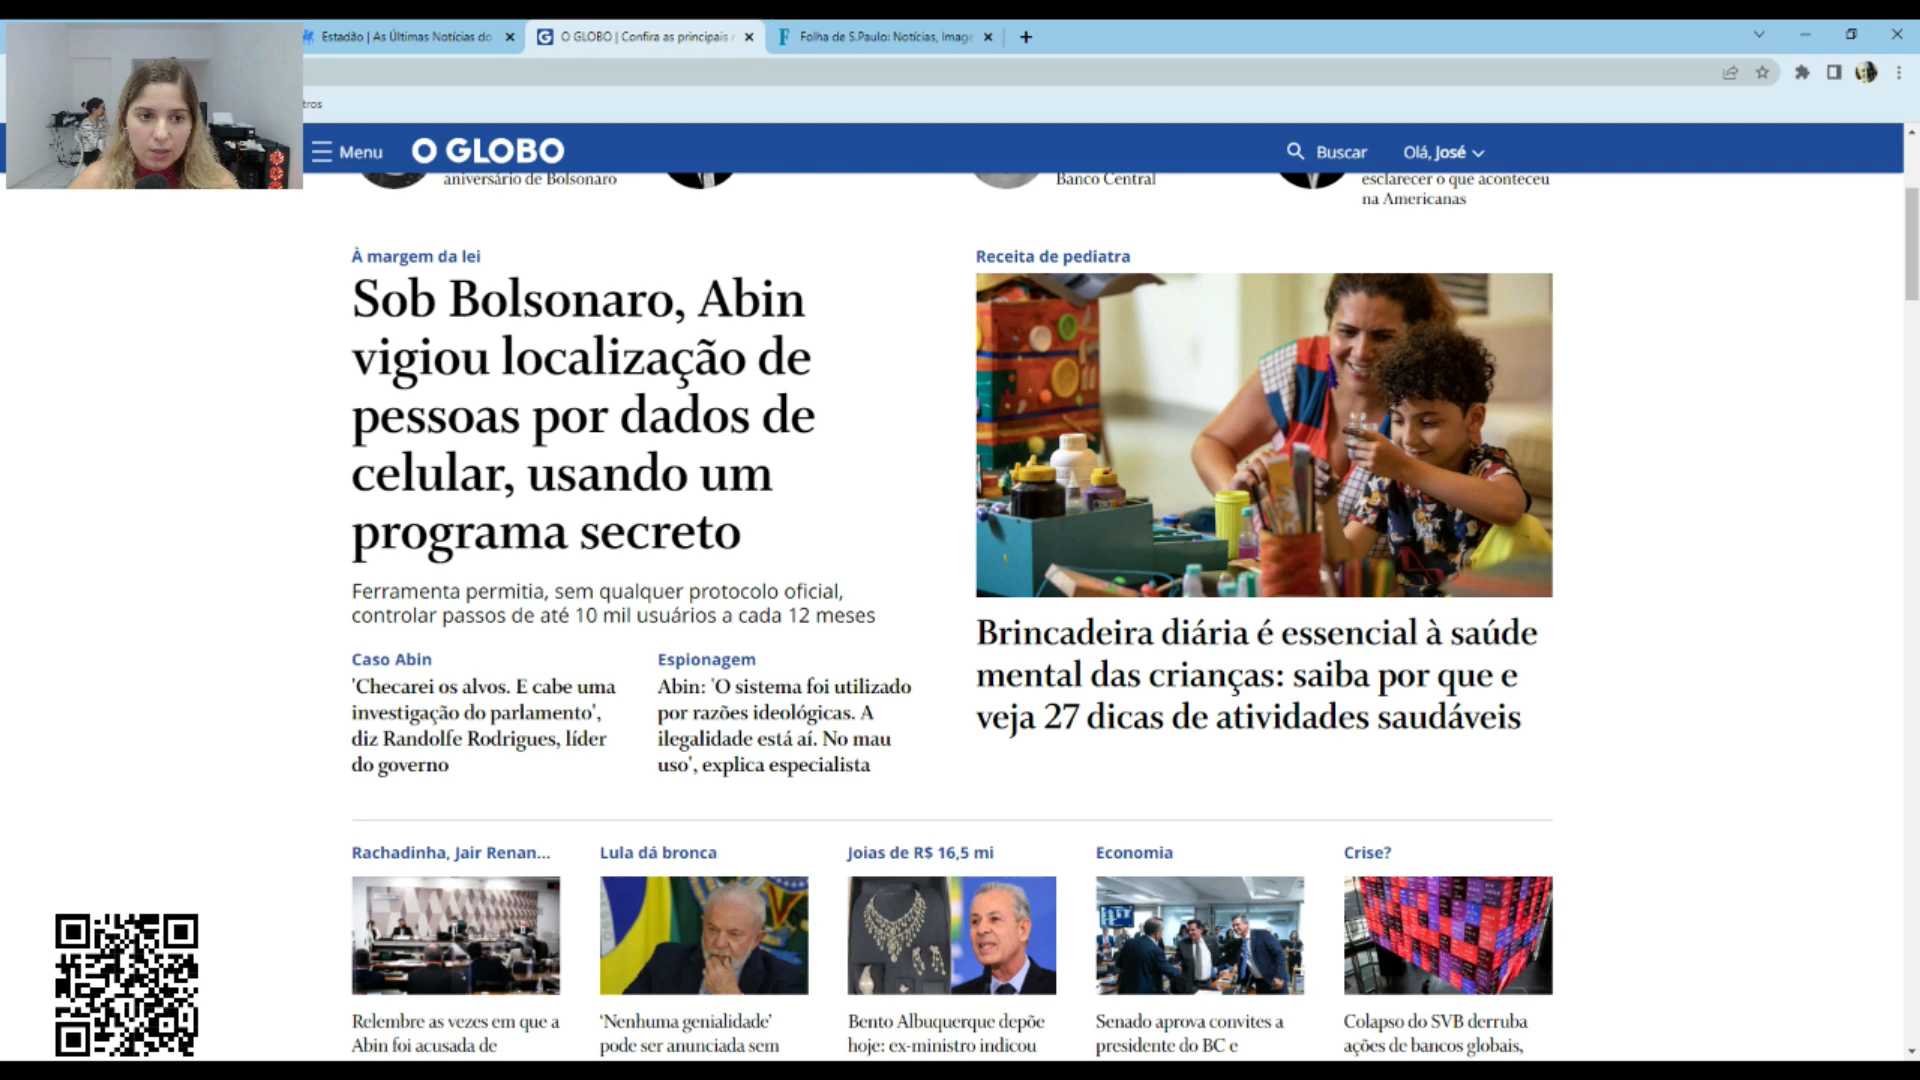 Estadão | As Últimas Notícias do
O GLOBO | Confira as principais
Folha de S.Paulo: Notícias, Imag
tros
Menu
O GLOBO
Buscar
Olá, José
aniversário de Bolsonaro
Banco Central
esclarecer o que aconteceu
na Americanas
À margem da lei
Sob Bolsonaro, Abin
vigiou localização de
pessoas por dados de
celular, usando um
programa secreto
Ferramenta permitia, sem qualquer protocolo oficial,
controlar passos de até 10 mil usuários a cada 12 meses
Caso Abin
'Checarei os alvos. E cabe uma
investigação do parlamento',
diz Randolfe Rodrigues, líder
do governo
Espionagem
Abin: 'O sistema foi utilizado
por razões ideológicas. A
ilegalidade está aí. No mau
uso', explica especialista
Receita de pediatra
Brincadeira diária é essencial à saúde
mental das crianças: saiba por que e
veja 27 dicas de atividades saudáveis
Rachadinha, Jair Renan...
Relembre as vezes em que a
Abin foi acusada de
Lula dá bronca
‘Nenhuma genialidade’
pode ser anunciada sem
Joias de R$ 16,5 mi
Bento Albuquerque depõe
hoje: ex-ministro indicou
Economia
Senado aprova convites a
presidente do BC e
Crise?
Colapso do SVB derruba
ações de bancos globais,